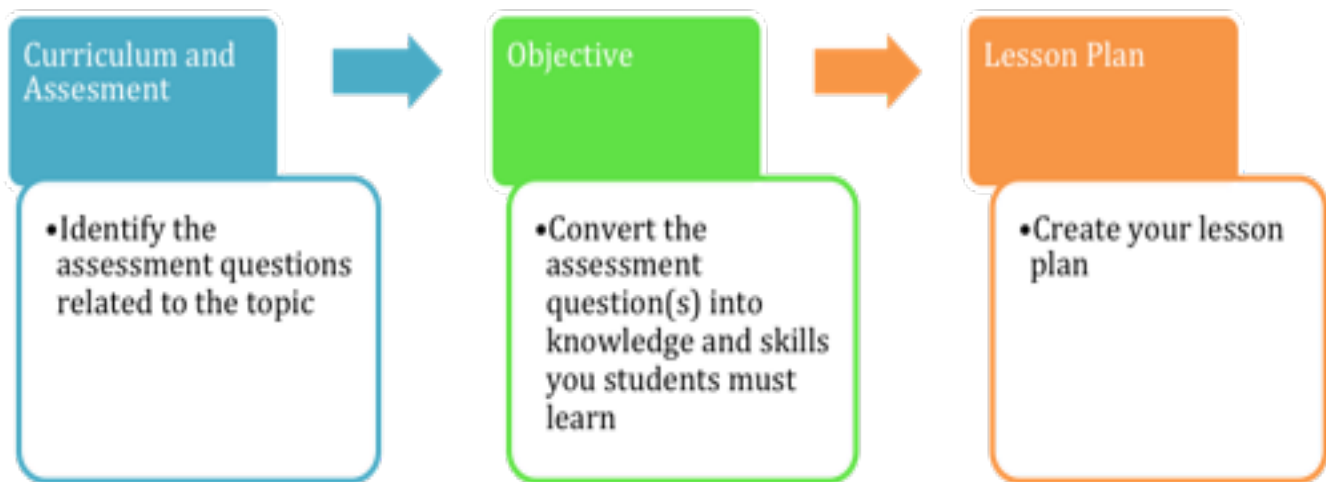 Curriculum and
Assesment
•Identify the
assessment questions
related to the topic
Objective
•Convert the
assessment
question(s) into
knowledge and skills
you students must
learn
Lesson Plan
•Create your lesson
plan